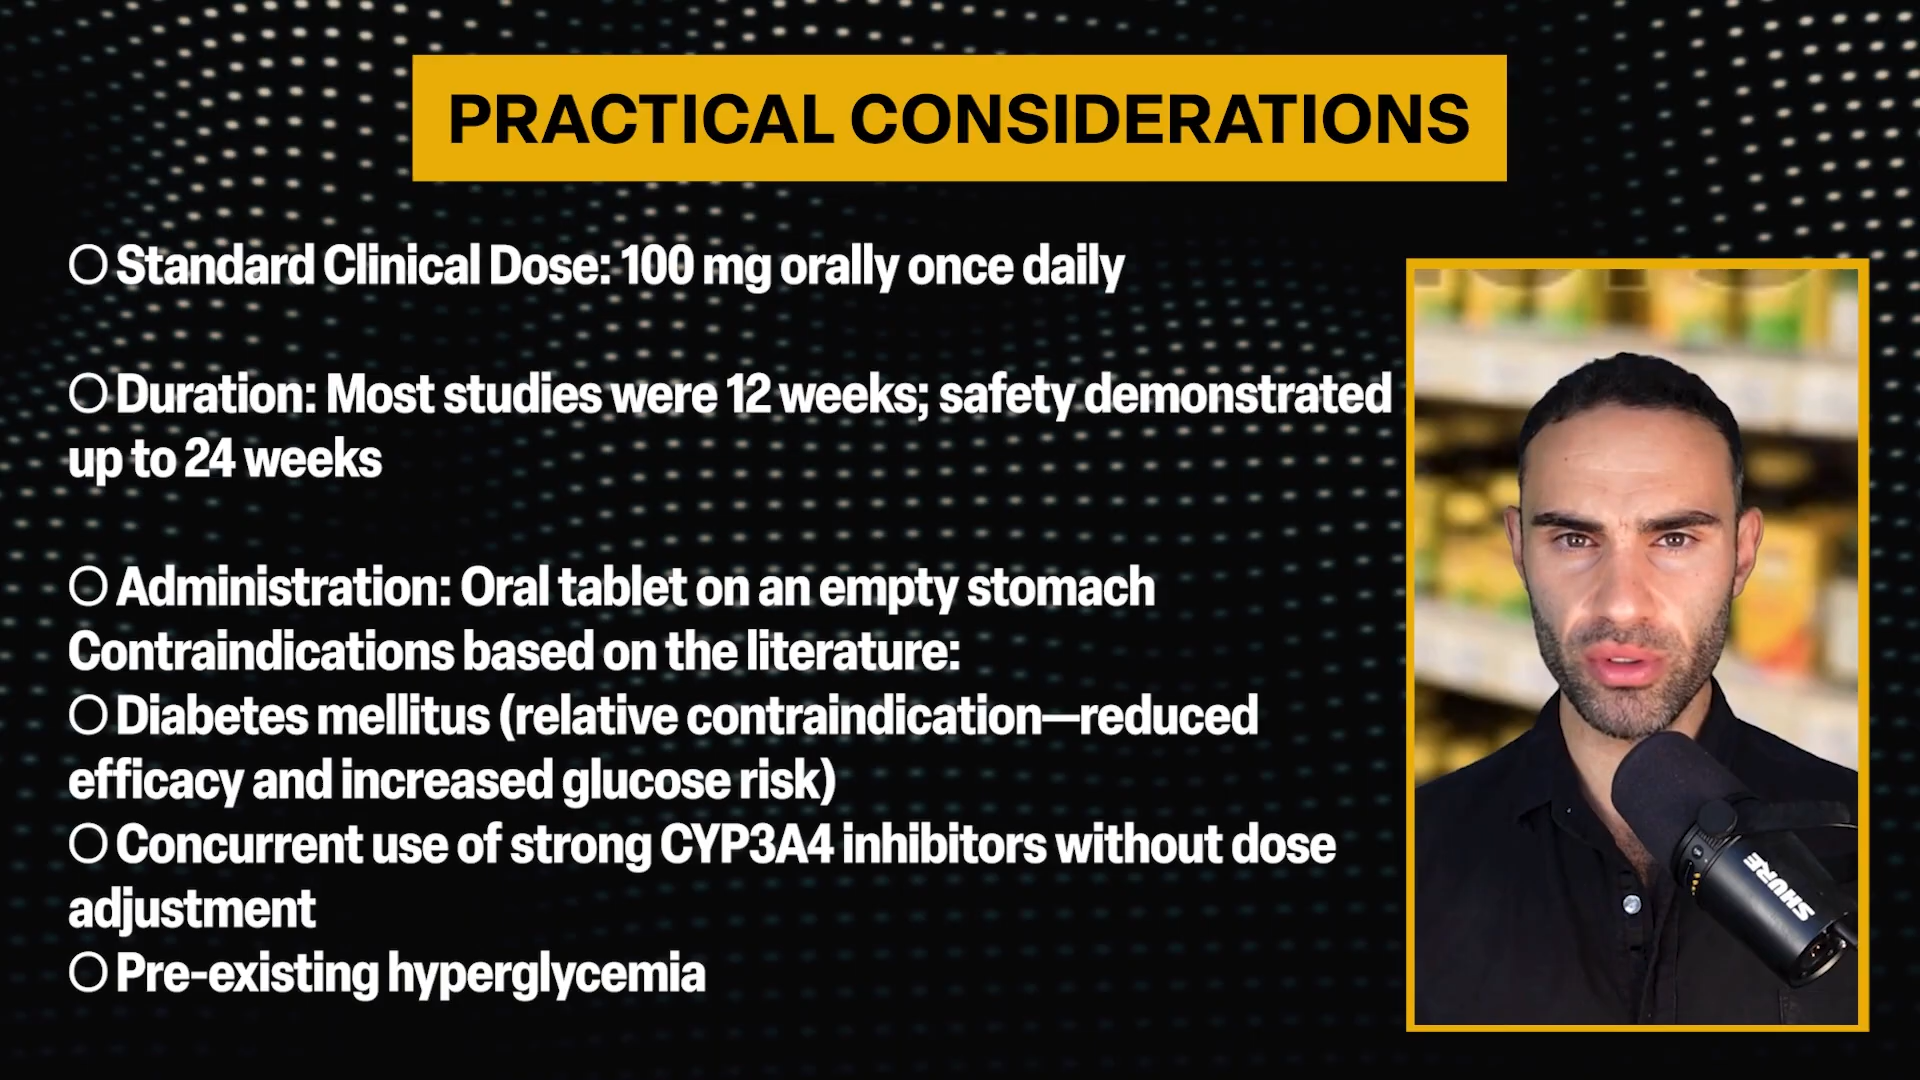 PRACTICAL CONSIDERATIONS
○ Standard Clinical Dose: 100 mg orally once daily
○ Duration: Most studies were 12 weeks; safety demonstrated
up to 24 weeks
○ Administration: Oral tablet on an empty stomach
Contraindications based on the literature:
○ Diabetes mellitus (relative contraindication—reduced
efficacy and increased glucose risk)
○ Concurrent use of strong CYP3A4 inhibitors without dose
adjustment
○ Pre-existing hyperglycemia
SHURE